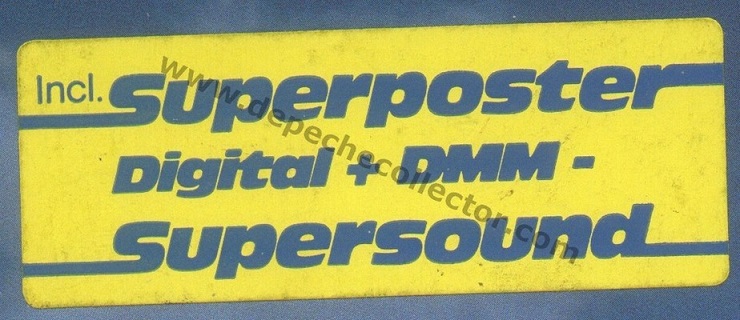 Incl. Superposter
Digital + DMM -
Supersound
www.depechecollector.com